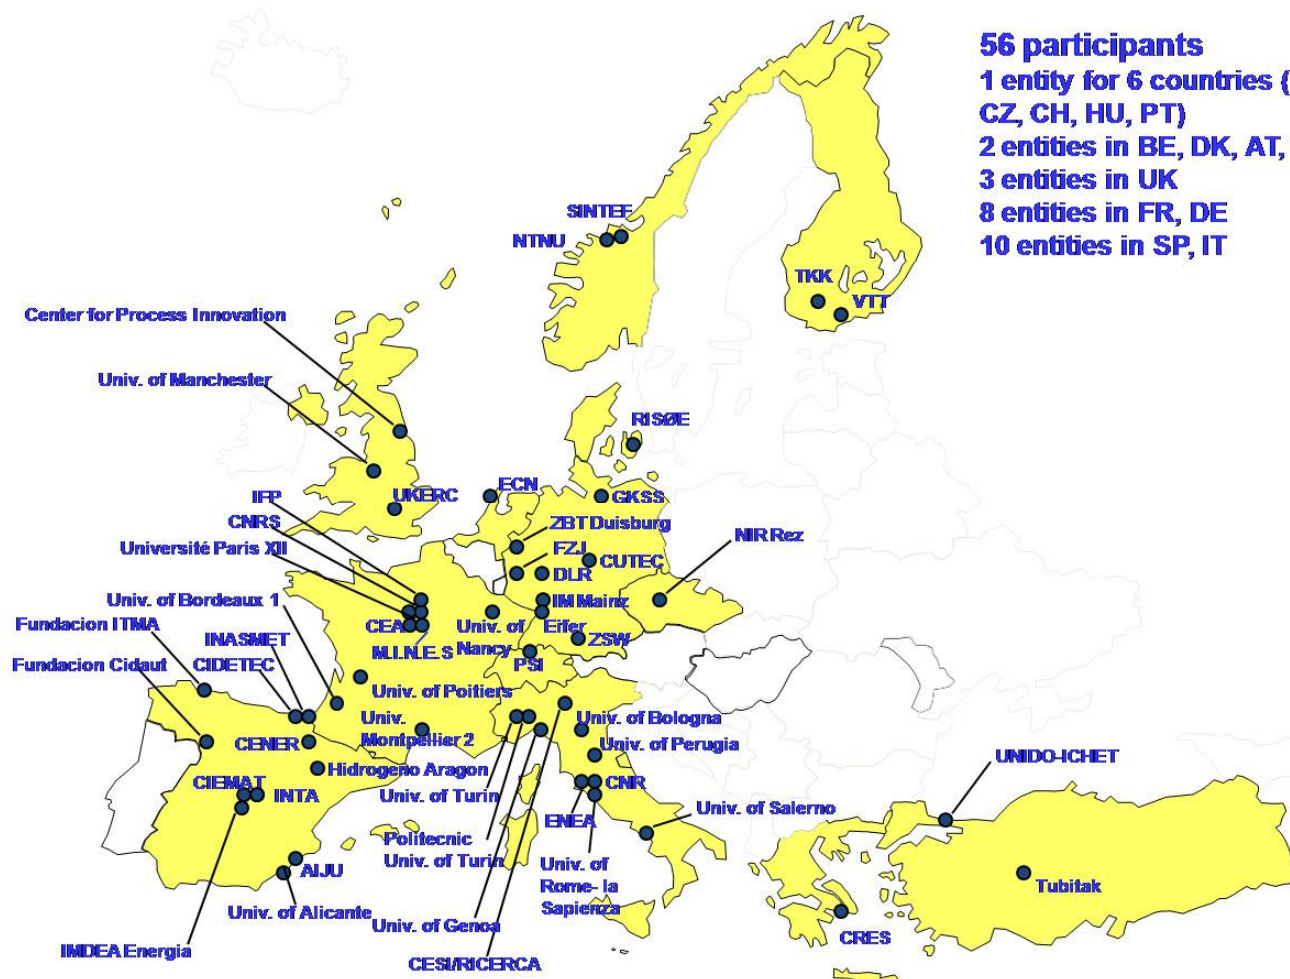 56 participants
1 entity for 6 countries (
CZ, CH, HU, PT)
2 entities in BE, DK, AT,
3 entities in UK
8 entities in FR, DE
10 entities in SP, IT
SINTEF
NTNU
TKK
VTT
Center for Process Innovation
Univ. of Manchester
RISØE
UKERC
ECN
GKSS
IFP
CNRS
Université Paris XII
ZBT Duisburg
NIR Rez
FZJ
CUTEC
DLR
Univ. of Bordeaux 1
IM Mainz
Fundacion ITMA
CEA
Univ. of
Nancy
Eifer
INASMET
M.I.N.E.S
ZSW
Fundacion Cidaut
CIDETEC
PSI
Univ. of Poitiers
Univ.
Montpellier 2
Univ. of Bologna
CENER
Univ. of Perugia
Hidrogeno Aragon
UNIDO-ICHET
CIEMAT
INTA
Univ. of Turin
CNR
Univ. of Salerno
ENEA
Politecnic
Univ. of Turin
AIJU
Univ. of
Rome- la
Sapienza
Tubitak
Univ. of Alicante
Univ. of Genoa
CRES
IMDEA Energia
CESI/RICERCA